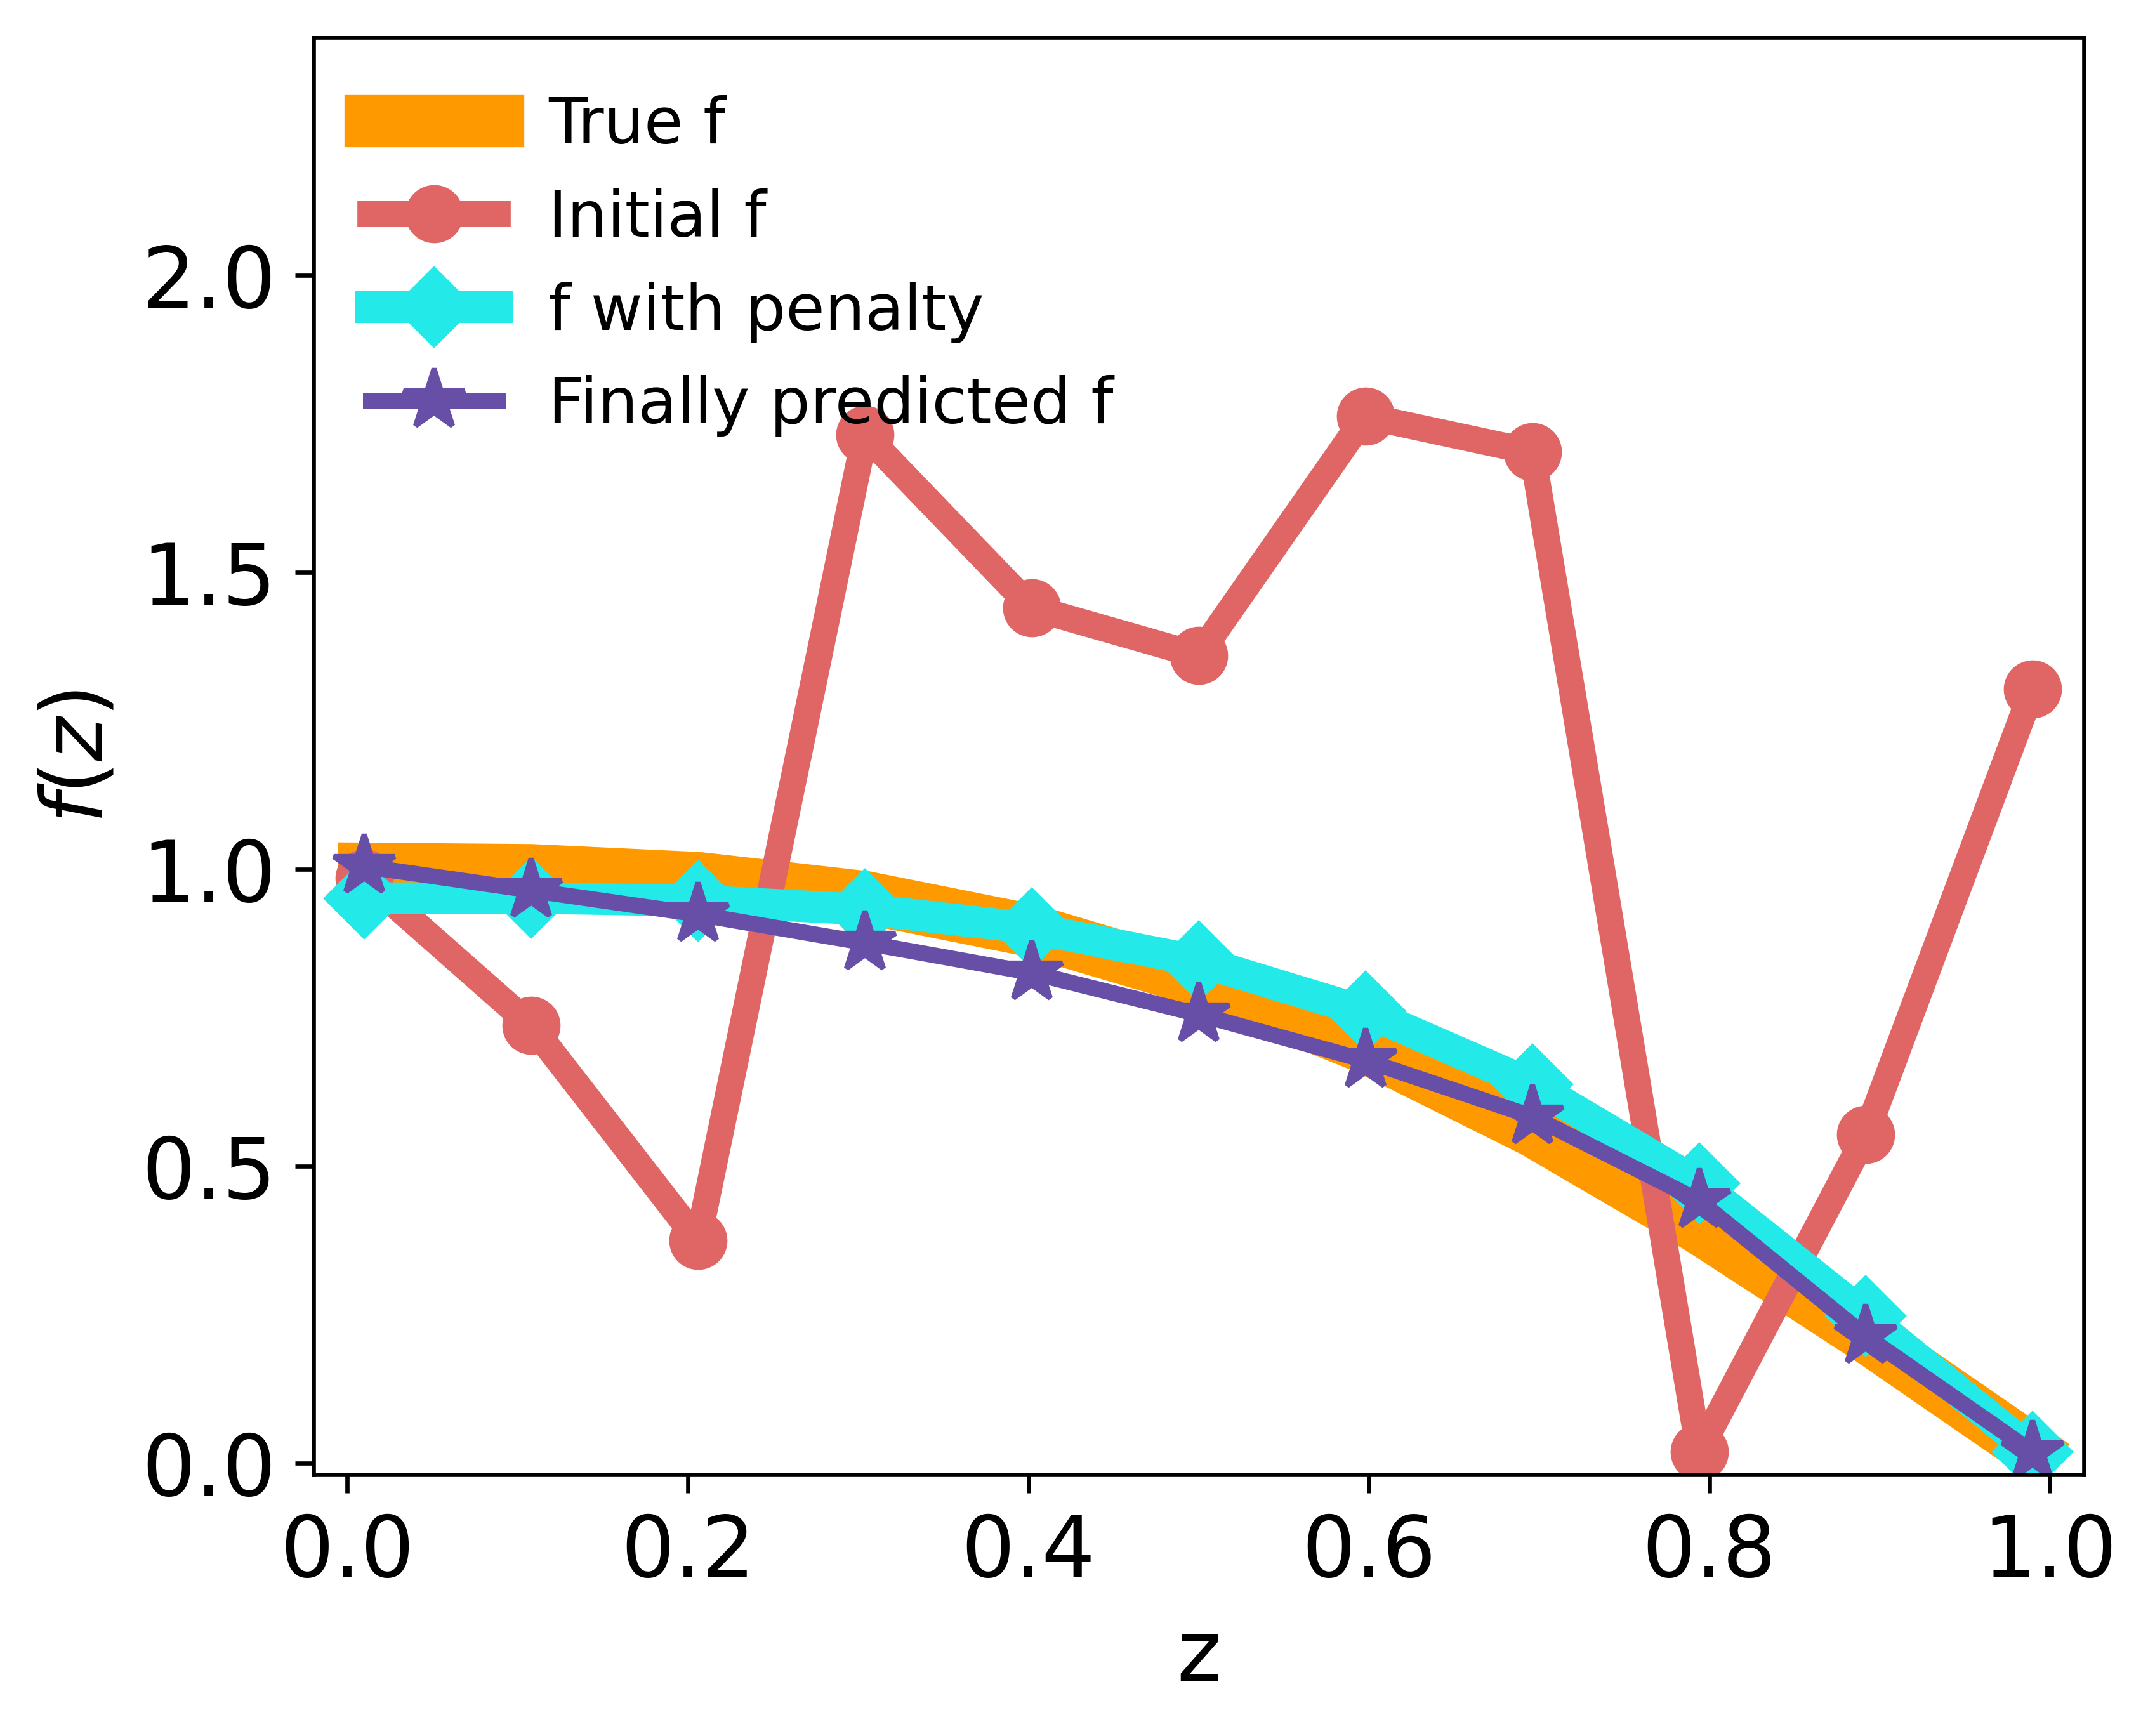 True f
Initial f
f with penalty
Finally predicted f
2.0
1.5
1.0
0.5
0.0
f(z)
0.0 0.2 0.4 0.6 0.8 1.0
z